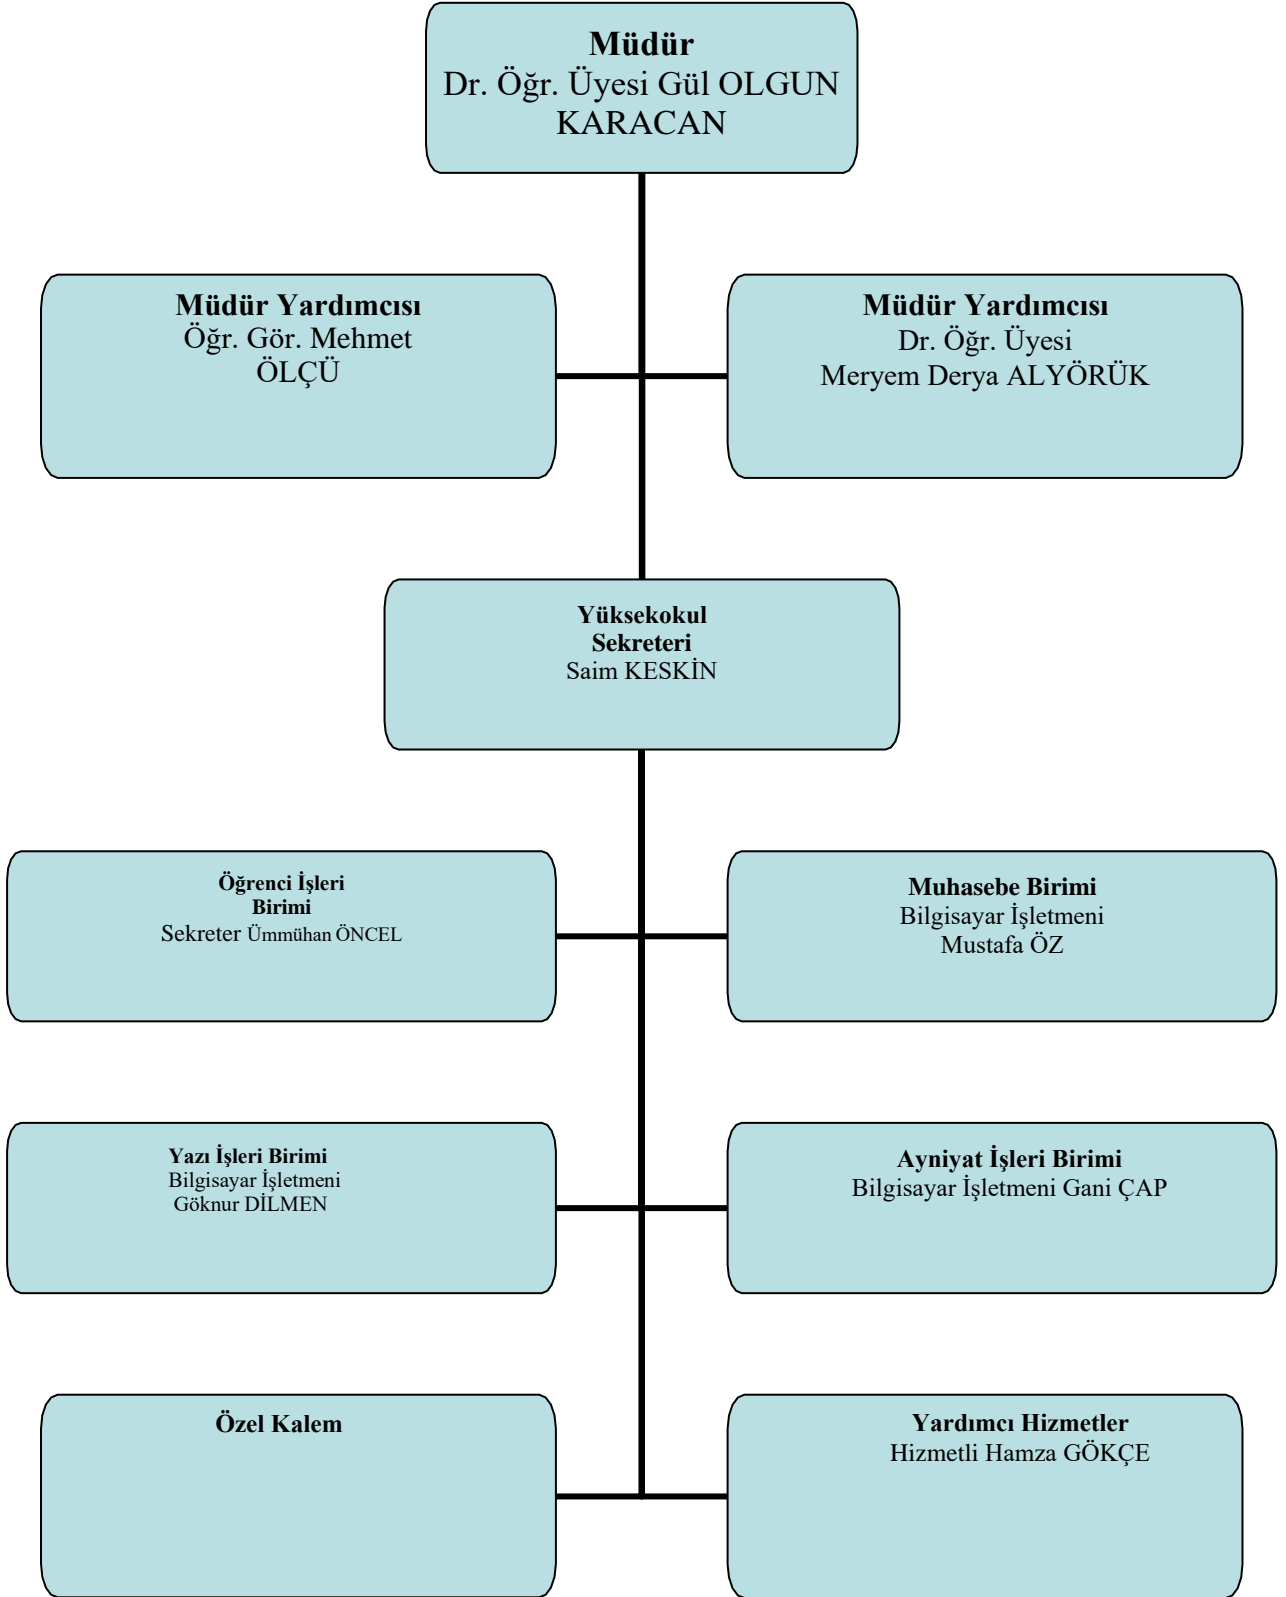 Müdür
Dr. Öğr. Üyesi Gül OLGUN
KARACAN
Müdür Yardımcısı
Öğr. Gör. Mehmet
ÖLÇÜ
Müdür Yardımcısı
Dr. Öğr. Üyesi
Meryem Derya ALYÖRÜK
Yüksekokul
Sekreteri
Saim KESKİN
Öğrenci İşleri
Birimi
Sekreter Ümmühan ÖNCEL
Muhasebe Birimi
Bilgisayar İşletmeni
Mustafa ÖZ
Yazı İşleri Birimi
Bilgisayar İşletmeni
Göknur DİLMEN
Ayniyat İşleri Birimi
Bilgisayar İşletmeni Gani ÇAP
Özel Kalem
Yardımcı Hizmetler
Hizmetli Hamza GÖKÇE